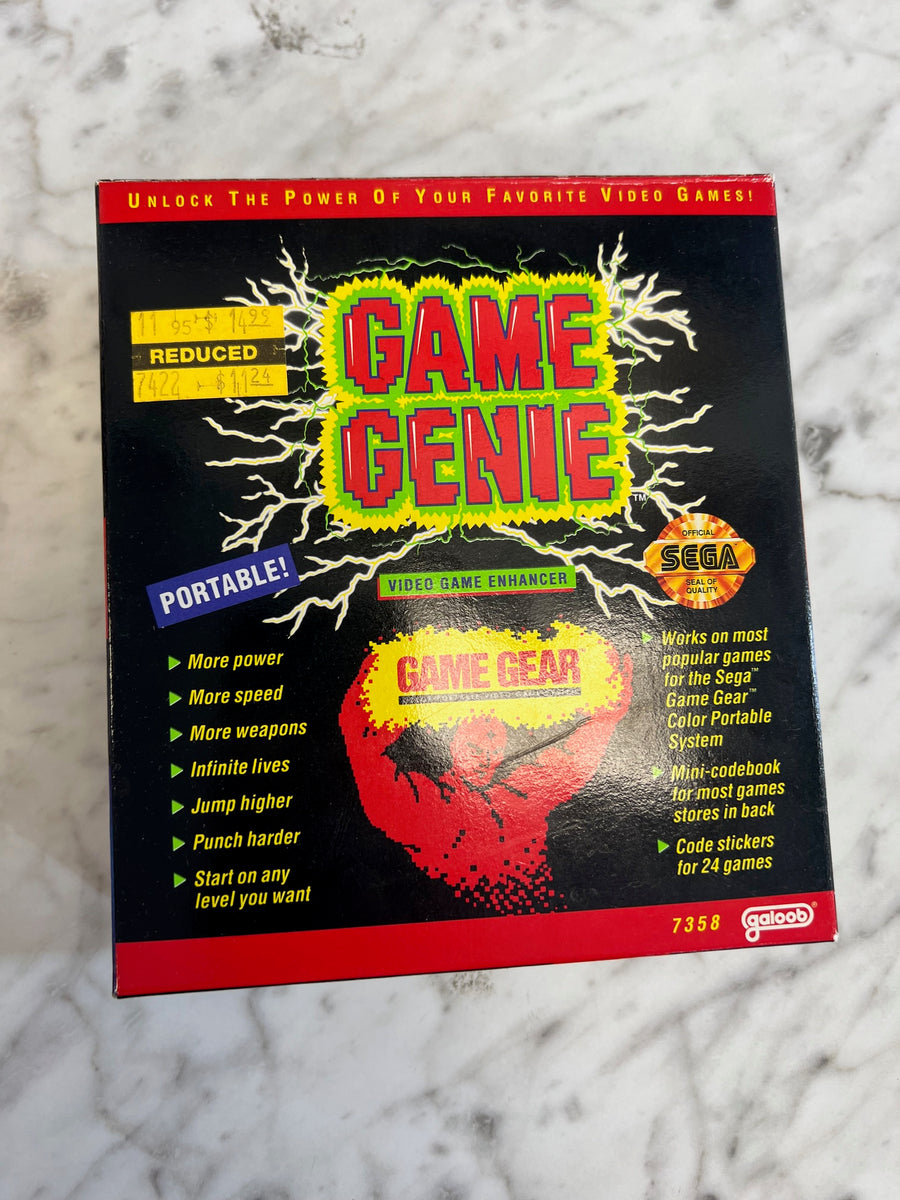 UNLOCK THE POWER OF YOUR FAVORITE VIDEO GAMES!
11 95 $ 14.99
REDUCED
7422 $11.24
GAME
GENIE
™
OFFICIAL
SEGA
SEAL OF
QUALITY
PORTABLE!
VIDEO GAME ENHANCER
GAME GEAR™
More power
More speed
More weapons
Infinite lives
Jump higher
Punch harder
Start on any
level you want
Works on most
popular games
for the Sega™
Game Gear™
Color Portable
System
Mini-codebook
for most games
stores in back
Code stickers
for 24 games
7358
galoob®